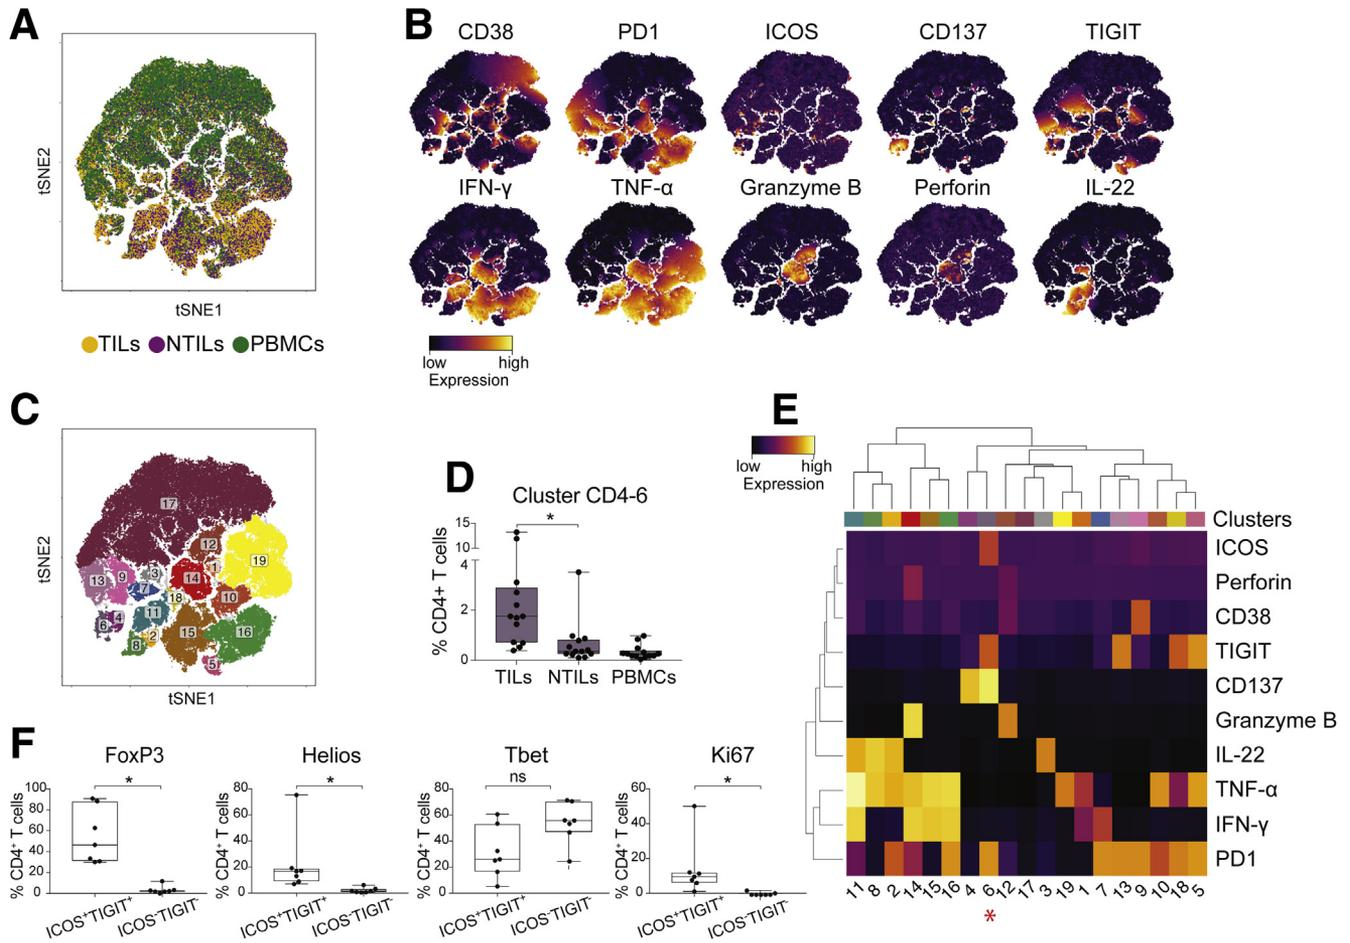 A
tSNE2
tSNE1
TILs NTILs PBMCs
B
CD38 PD1 ICOS CD137 TIGIT
IFN-γ TNF-α Granzyme B Perforin IL-22
low high
Expression
C
tSNE2
17
12
19
13 9 3 1
7 14
18 10
6 4 11
2 15 16
8
5
tSNE1
D
Cluster CD4-6
% CD4+ T cells
15
10
4
2
0
*
TILs NTILs PBMCs
E
low high
Expression
Clusters
ICOS
Perforin
CD38
TIGIT
CD137
Granzyme B
IL-22
TNF-α
IFN-γ
PD1
11 8 2 14 15 16 4 6 12 17 3 19 1 7 13 9 10 18 5
*
F
FoxP3
% CD4⁺ T cells
100
80
60
40
20
0
*
ICOS⁺TIGIT⁺ ICOS⁻TIGIT⁻
Helios
% CD4⁺ T cells
80
60
40
20
0
*
ICOS⁺TIGIT⁺ ICOS⁻TIGIT⁻
Tbet
% CD4⁺ T cells
80
60
40
20
0
ns
ICOS⁺TIGIT⁺ ICOS⁻TIGIT⁻
Ki67
% CD4⁺ T cells
60
40
20
0
*
ICOS⁺TIGIT⁺ ICOS⁻TIGIT⁻